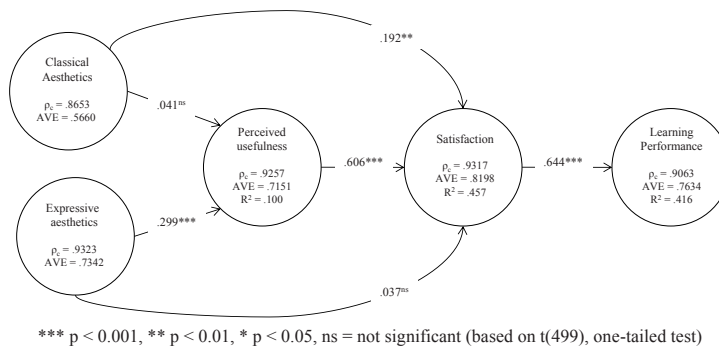 .192**
Classical
Aesthetics
ρc = .8653
AVE = .5660
.041ns
Perceived
usefulness
ρc = .9257
AVE = .7151
R² = .100
.606***
Satisfaction
ρc = .9317
AVE = .8198
R² = .457
.644***
Learning
Performance
ρc = .9063
AVE = .7634
R² = .416
Expressive
aesthetics
ρc = .9323
AVE = .7342
.299***
.037ns
*** p < 0.001, ** p < 0.01, * p < 0.05, ns = not significant (based on t(499), one-tailed test)